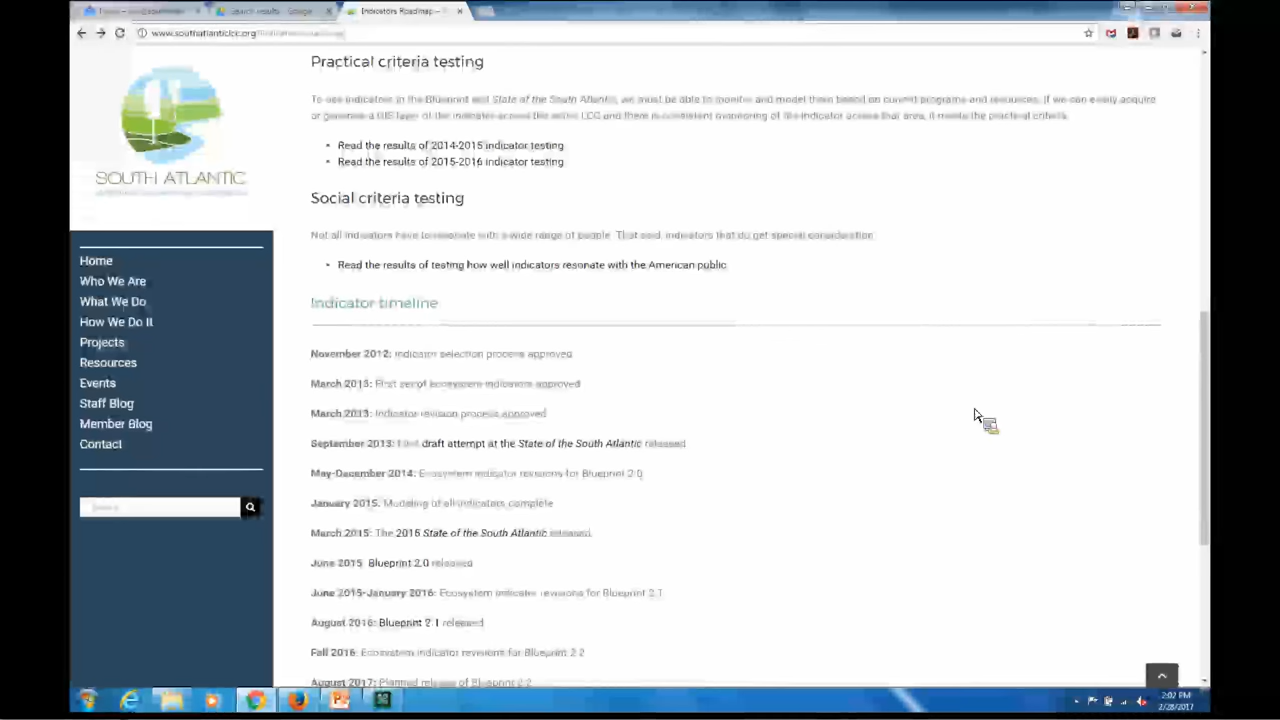 Search results - Google
Indicators Roadmap -
www.southatlanticlcc.org
SOUTH ATLANTIC
Home
Who We Are
What We Do
How We Do It
Projects
Resources
Events
Staff Blog
Member Blog
Contact
Practical criteria testing
To use indicators in the Blueprint and State of the South Atlantic, we must be able to monitor and model them based on current programs and resources. If we can easily acquire
or generate a GIS layer of the indicator across the entire LCC and there is consistent monitoring of the indicator across that area, it meets the practical criteria.
• Read the results of 2014-2015 indicator testing
• Read the results of 2015-2016 indicator testing
Social criteria testing
Not all indicators have to resonate with a wide range of people. That said, indicators that do get special consideration.
• Read the results of testing how well indicators resonate with the American public
Indicator timeline
November 2012: Indicator selection process approved
March 2013: First set of ecosystem indicators approved
March 2013: Indicator revision process approved
September 2013: First draft attempt at the State of the South Atlantic released
May-December 2014: Ecosystem indicator revisions for Blueprint 2.0
January 2015: Modeling of all indicators complete
March 2015: The 2015 State of the South Atlantic released
June 2015: Blueprint 2.0 released
June 2015-January 2016: Ecosystem indicator revisions for Blueprint 2.1
August 2016: Blueprint 2.1 released
Fall 2016: Ecosystem indicator revisions for Blueprint 2.2
August 2017: Planned release of Blueprint 2.2
2:02 PM
2/28/2017